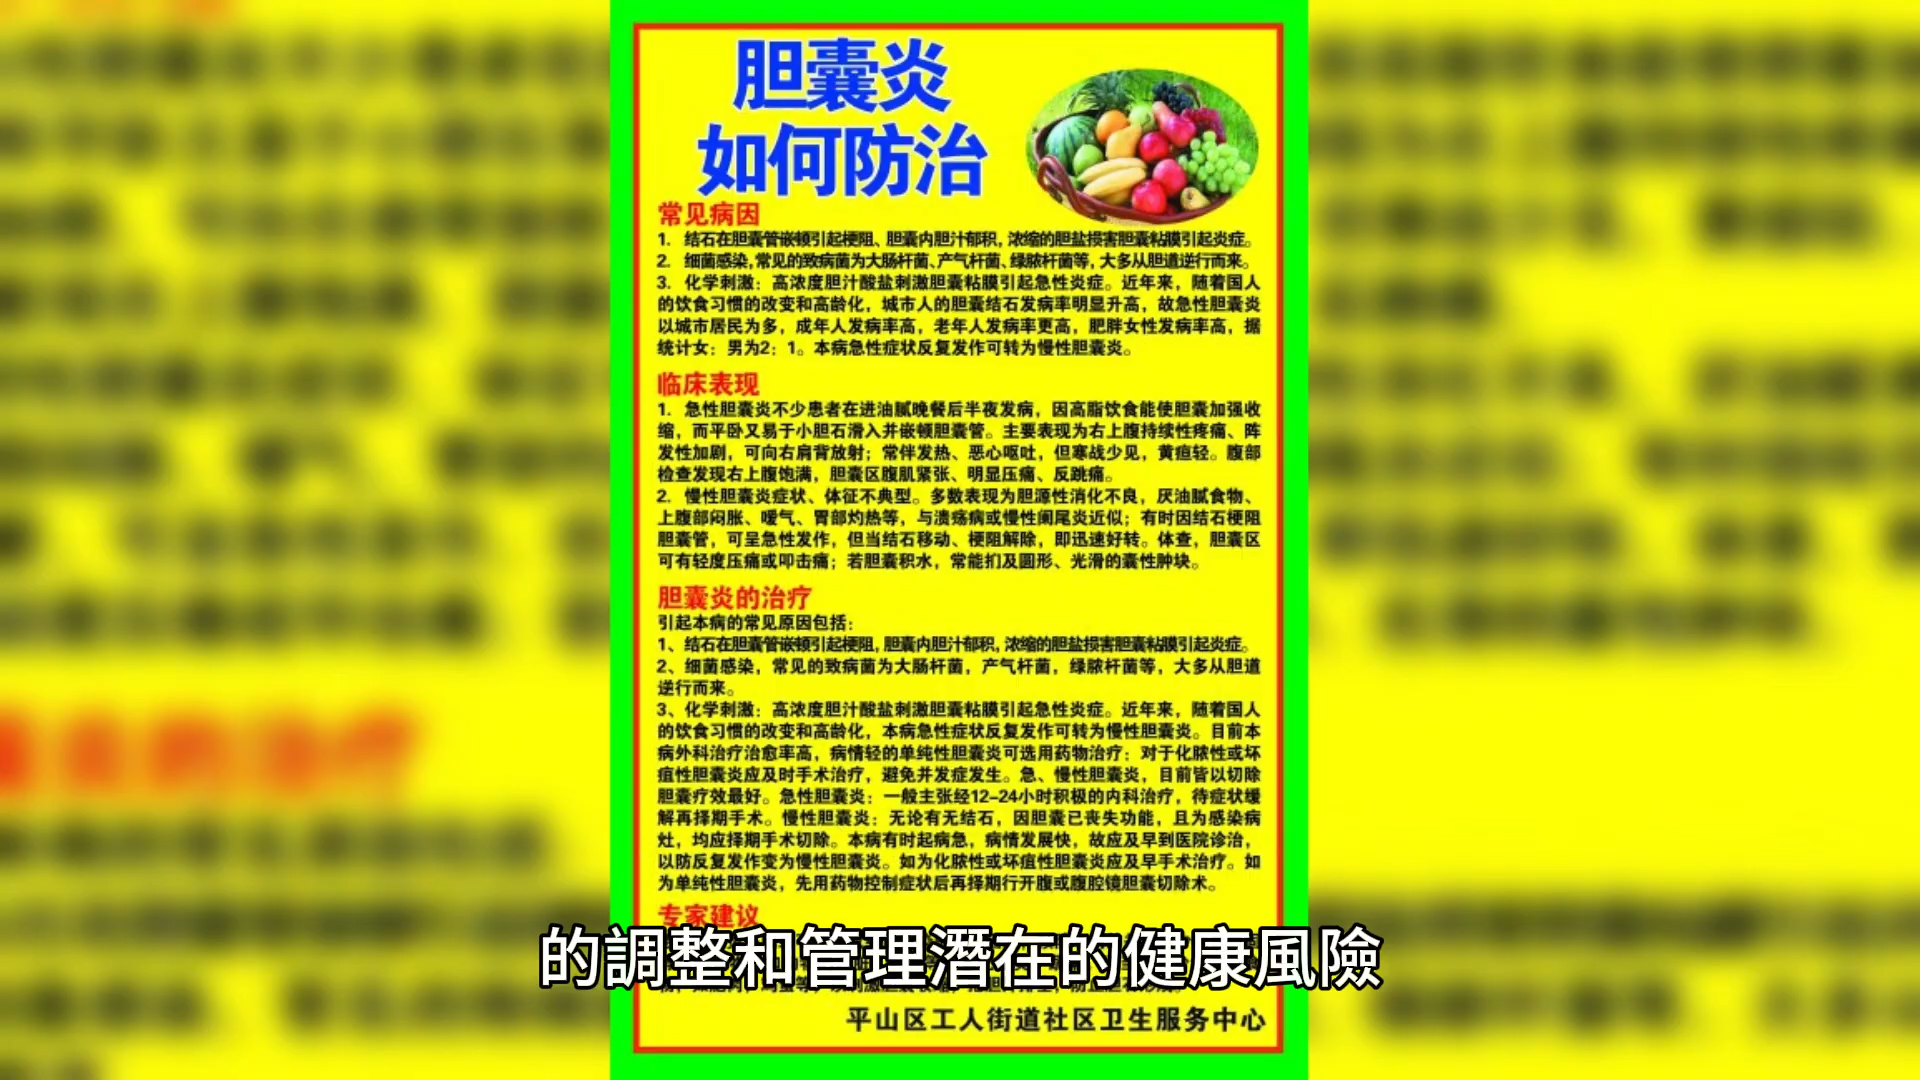 胆囊炎
如何防治
常见病因
1. 结石在胆囊管嵌顿引起梗阻、胆囊内胆汁郁积，浓缩的胆盐损害胆囊粘膜引起炎症。
2. 细菌感染，常见的致病菌为大肠杆菌、产气杆菌、绿脓杆菌等，大多从胆道逆行而来。
3. 化学刺激：高浓度胆汁酸盐刺激胆囊粘膜引起急性炎症。近年来，随着国人
的饮食习惯的改变和高龄化，城市人的胆囊结石发病率明显升高，故急性胆囊炎
以城市居民为多，成年人发病率高，老年人发病率更高，肥胖女性发病率高，据
统计女：男为2：1。本病急性症状反复发作可转为慢性胆囊炎。
临床表现
1. 急性胆囊炎不少患者在进油腻晚餐后半夜发病，因高脂饮食能使胆囊加强收
缩，而平卧又易于小胆石滑入并嵌顿胆囊管。主要表现为右上腹持续性疼痛、阵
发性加剧，可向右肩背放射；常伴发热、恶心呕吐，但寒战少见，黄疸轻。腹部
检查发现右上腹饱满，胆囊区腹肌紧张、明显压痛、反跳痛。
2. 慢性胆囊炎症状、体征不典型。多数表现为胆源性消化不良，厌油腻食物、
上腹部闷胀、嗳气、胃部灼热等，与溃疡病或慢性阑尾炎近似；有时因结石梗阻
胆囊管，可呈急性发作，但当结石移动、梗阻解除，即迅速好转。体查，胆囊区
可有轻度压痛或叩击痛；若胆囊积水，常能扪及圆形、光滑的囊性肿块。
胆囊炎的治疗
引起本病的常见原因包括：
1、结石在胆囊管嵌顿引起梗阻，胆囊内胆汁郁积，浓缩的胆盐损害胆囊粘膜引起炎症。
2、细菌感染，常见的致病菌为大肠杆菌，产气杆菌，绿脓杆菌等，大多从胆道
逆行而来。
3、化学刺激：高浓度胆汁酸盐刺激胆囊粘膜引起急性炎症。近年来，随着国人
的饮食习惯的改变和高龄化，本病急性症状反复发作可转为慢性胆囊炎。目前本
病外科治疗治愈率高，病情轻的单纯性胆囊炎可选用药物治疗；对于化脓性或坏
疽性胆囊炎应及时手术治疗，避免并发症发生。急、慢性胆囊炎，目前皆以切除
胆囊疗效最好。急性胆囊炎：一般主张经12-24小时积极的内科治疗，待症状缓
解再择期手术。慢性胆囊炎：无论有无结石，因胆囊已丧失功能，且为感染病
灶，均应择期手术切除。本病有时起病急，病情发展快，故应及早到医院诊治，
以防反复发作变为慢性胆囊炎。如为化脓性或坏疽性胆囊炎应及早手术治疗。如
为单纯性胆囊炎，先用药物控制症状后再择期行开腹或腹腔镜胆囊切除术。
专家建议
的調整和管理潛在的健康風險
平山区工人街道社区卫生服务中心